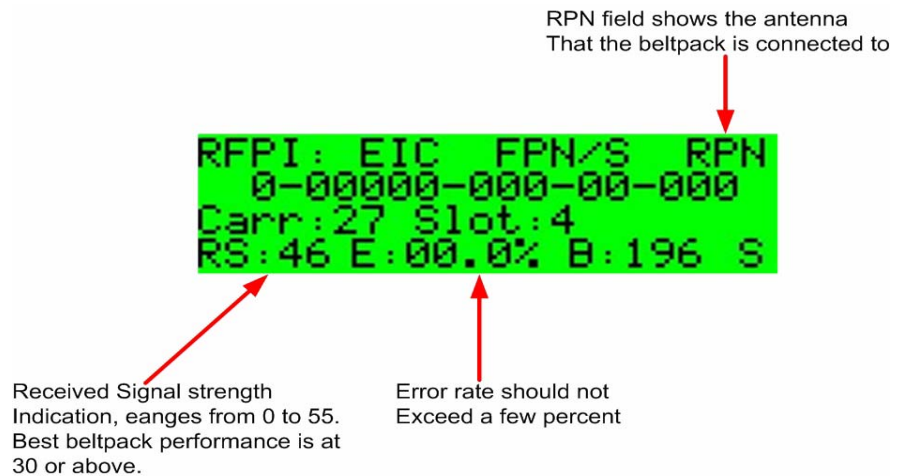 RPN field shows the antenna
That the beltpack is connected to
RFPI: EIC FPN/S RPN
0-00000-000-00-000
Carr:27 Slot:4
RS:46 E:00.0% B:196 S
Received Signal strength
Indication, eanges from 0 to 55.
Best beltpack performance is at
30 or above.
Error rate should not
Exceed a few percent